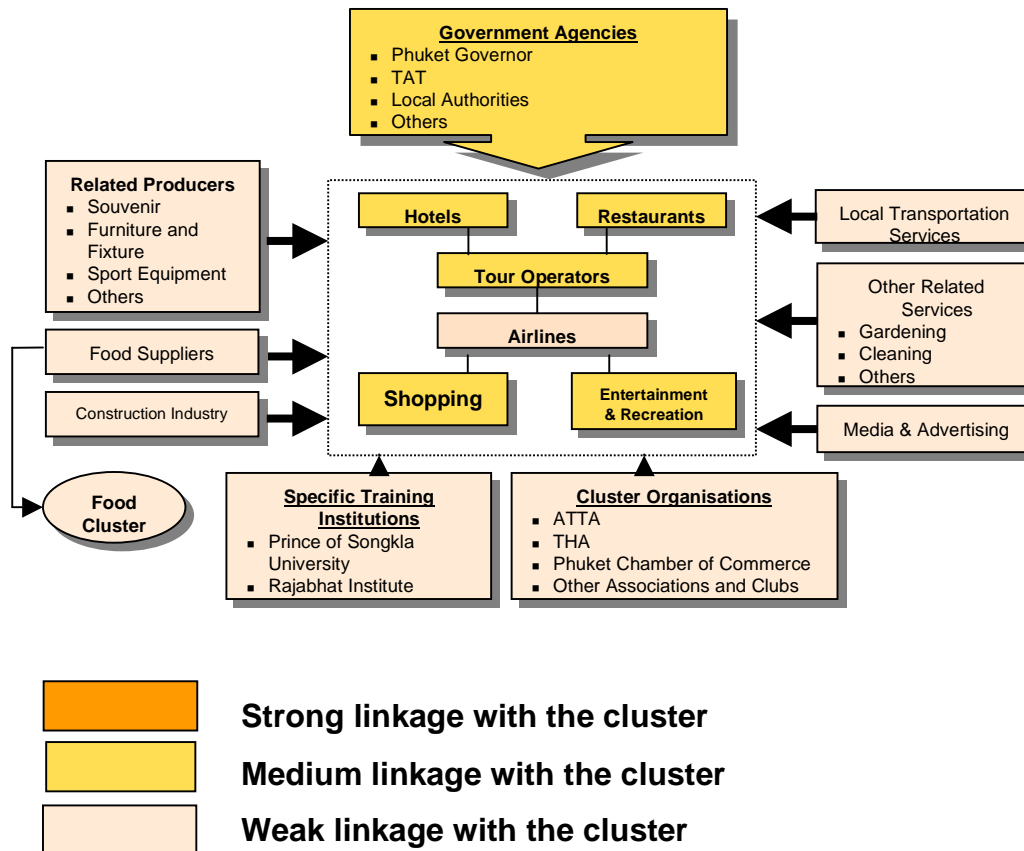 Government Agencies
▪ Phuket Governor
▪ TAT
▪ Local Authorities
▪ Others
Related Producers
▪ Souvenir
▪ Furniture and
Fixture
▪ Sport Equipment
▪ Others
Food Suppliers
Construction Industry
Food
Cluster
Hotels
Restaurants
Tour Operators
Airlines
Shopping
Entertainment
& Recreation
Local Transportation
Services
Other Related
Services
▪ Gardening
▪ Cleaning
▪ Others
Media & Advertising
Specific Training
Institutions
▪ Prince of Songkla
University
▪ Rajabhat Institute
Cluster Organisations
▪ ATTA
▪ THA
▪ Phuket Chamber of Commerce
▪ Other Associations and Clubs
Strong linkage with the cluster
Medium linkage with the cluster
Weak linkage with the cluster